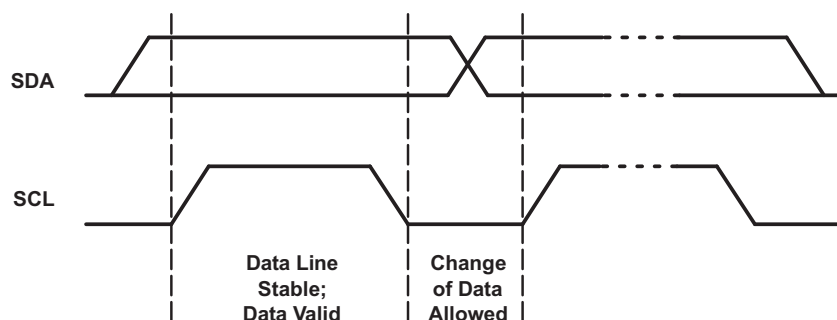 SDA
SCL
Data Line
Stable;
Data Valid
Change
of Data
Allowed